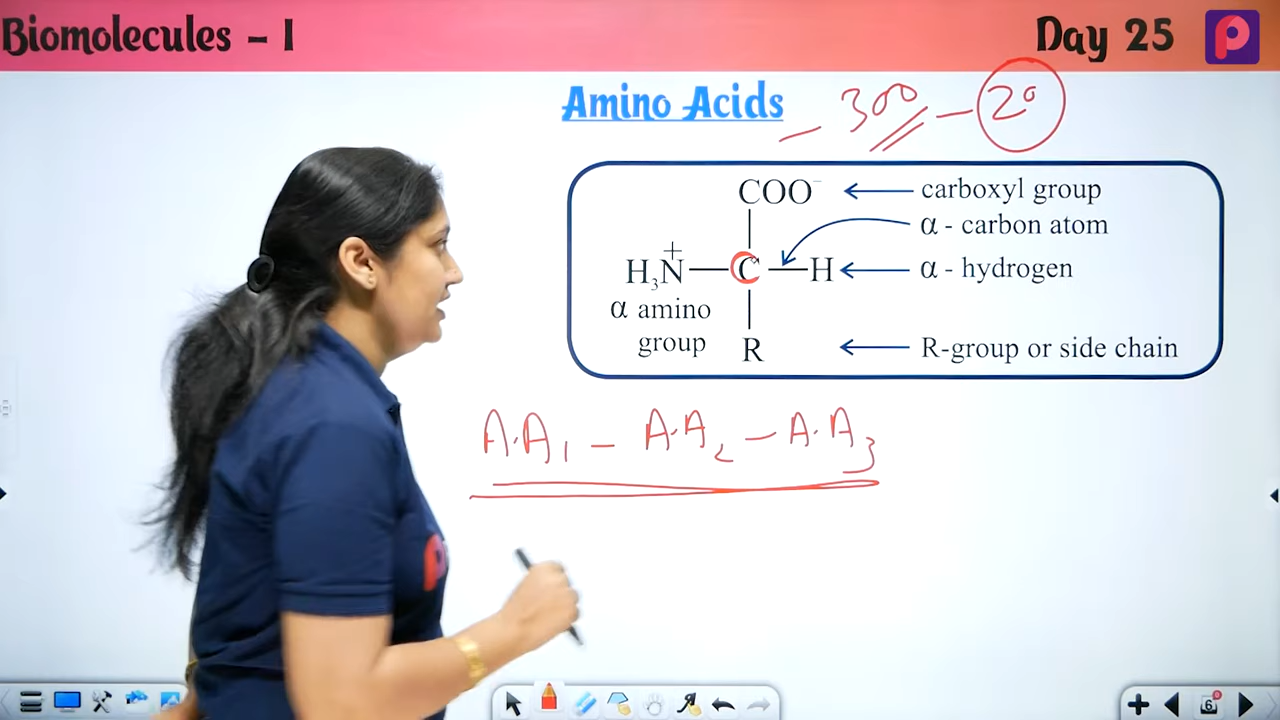 Biomolecules - I
Day 25
Amino Acids
- 300 - 20
COO⁻
carboxyl group
α - carbon atom
H₃N⁺ — C — H
α - hydrogen
α amino
group
R
R-group or side chain
A.A₁ - A.A₂ - A.A₃
6